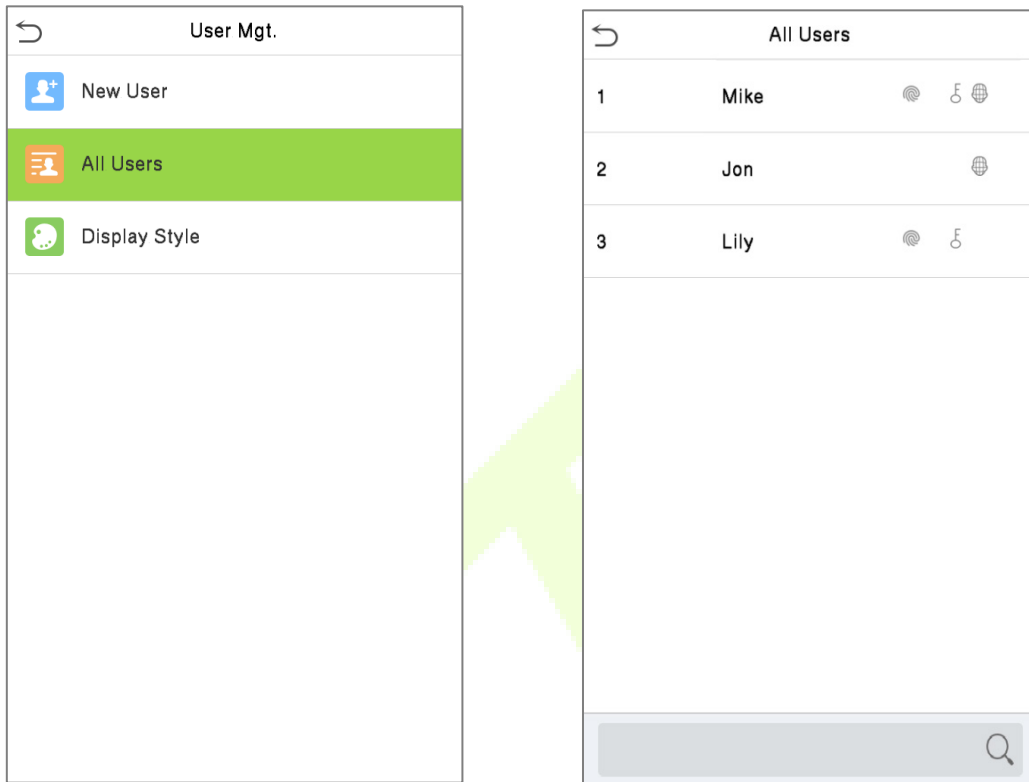 User Mgt.
New User
All Users
Display Style
All Users
1 Mike
2 Jon
3 Lily